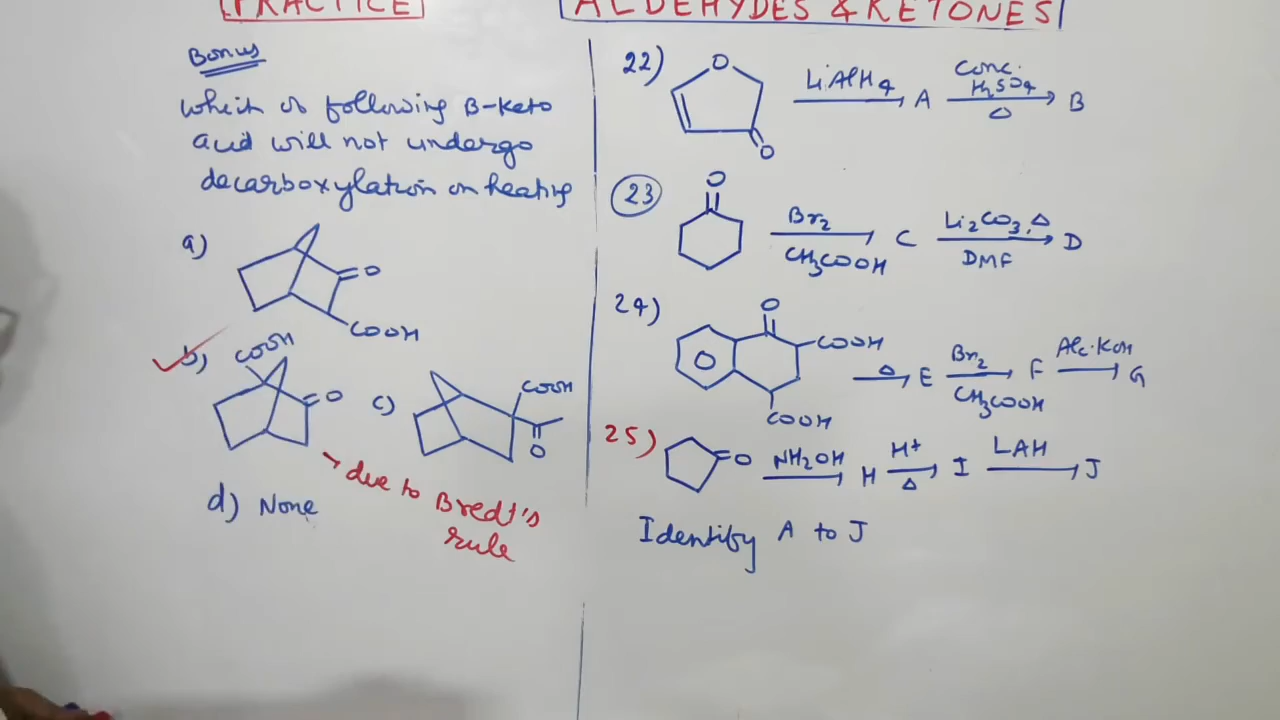 PRACTICE
ALDEHYDES & KETONES
Bonus
Which of following B-Keto
acid will not undergo
decarboxylation on heating
a)
O
COOH
b)
COOH
O
c)
COOH
O
→ due to
Bredt's
rule
d) None
22)
O
O
LiAlH4
A
Conc.
H2SO4
Δ
B
23
O
Br2
CH3COOH
C
Li2CO3, Δ
DMF
D
24)
O
COOH
COOH
Δ
E
Br2
CH3COOH
F
Alc. KOH
G
25)
O
NH2OH
H
H+
Δ
I
LAH
J
Identify A to J